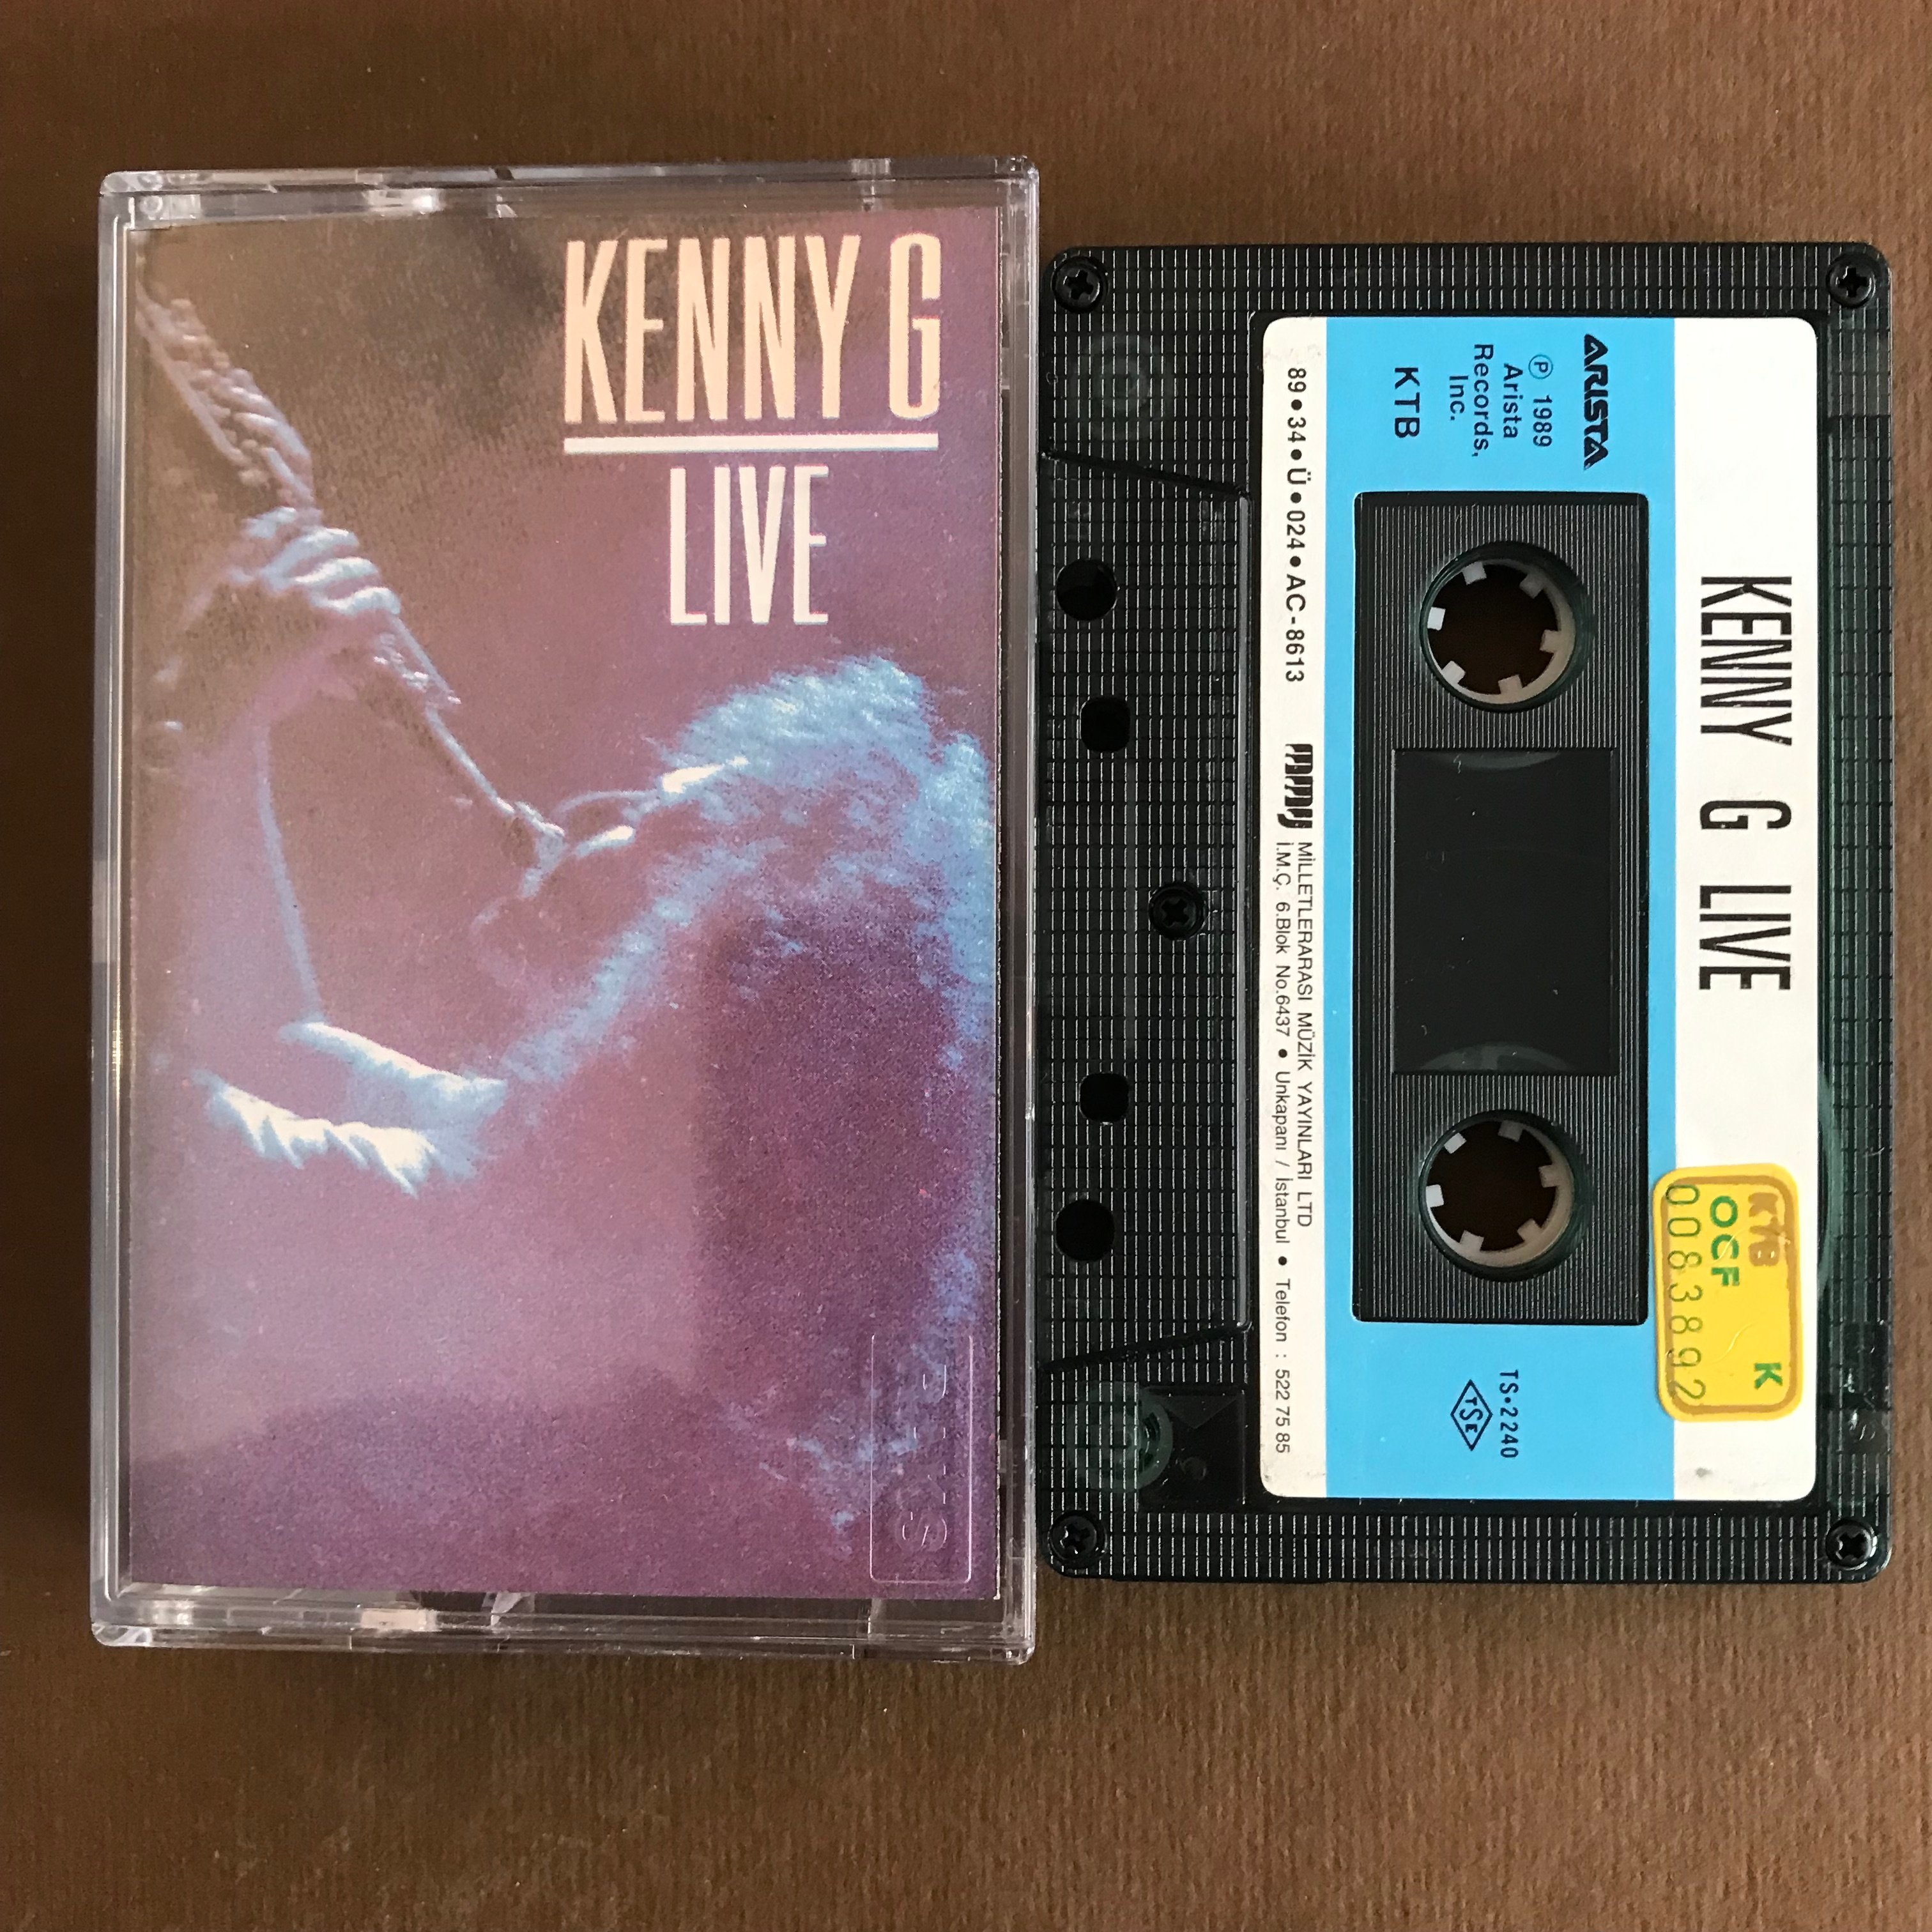 KENNY G
LIVE
KENNY G LIVE
ARISTA
℗ 1989
Arista
Records,
Inc.
KTB
KTB
OCF
K
0083892
TS•2240
TSE
89•34•Ü•024•AC-8613
MİLLETLERARASI MÜZİK YAYINLARI LTD
İ.M.Ç. 6.Blok No.6437 • Unkapanı / İstanbul • Telefon : 522 75 85